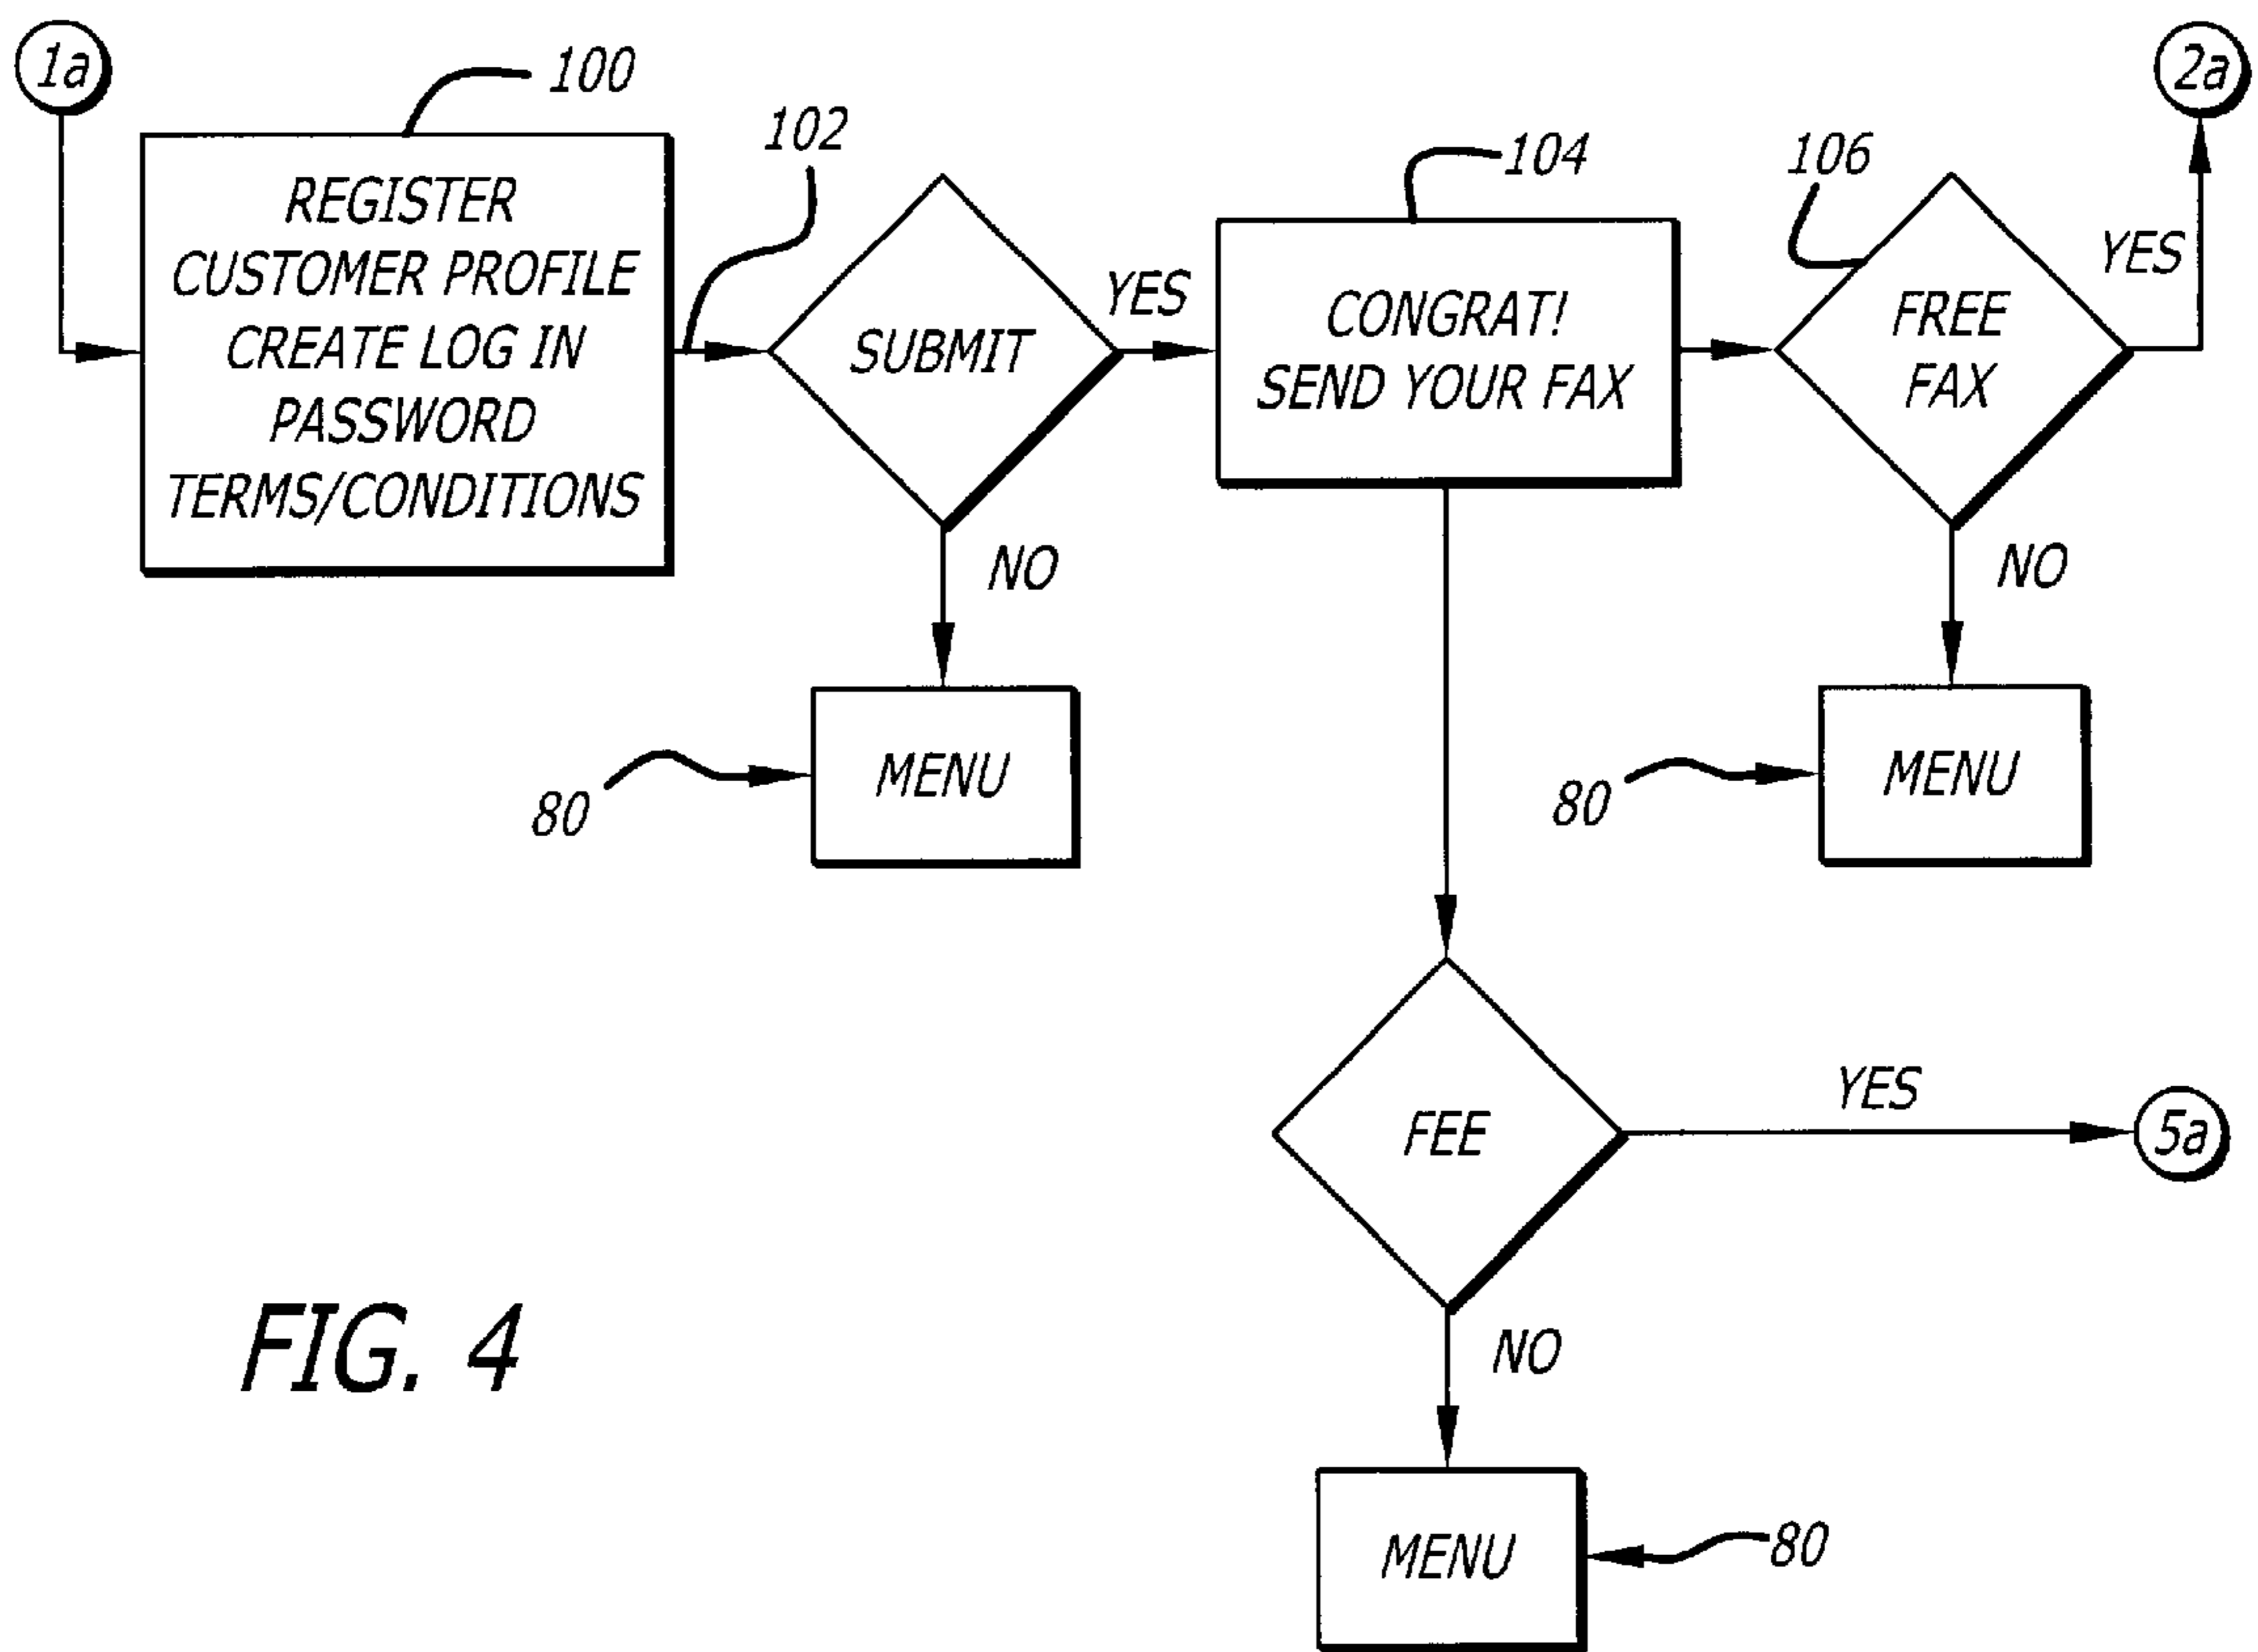 1a
100
2a
102
104
106
REGISTER
CUSTOMER PROFILE
CREATE LOG IN
PASSWORD
TERMS/CONDITIONS
SUBMIT
YES
CONGRAT!
SEND YOUR FAX
FREE
FAX
YES
NO
NO
MENU
80
MENU
80
FEE
YES
5a
NO
MENU
80
FIG. 4